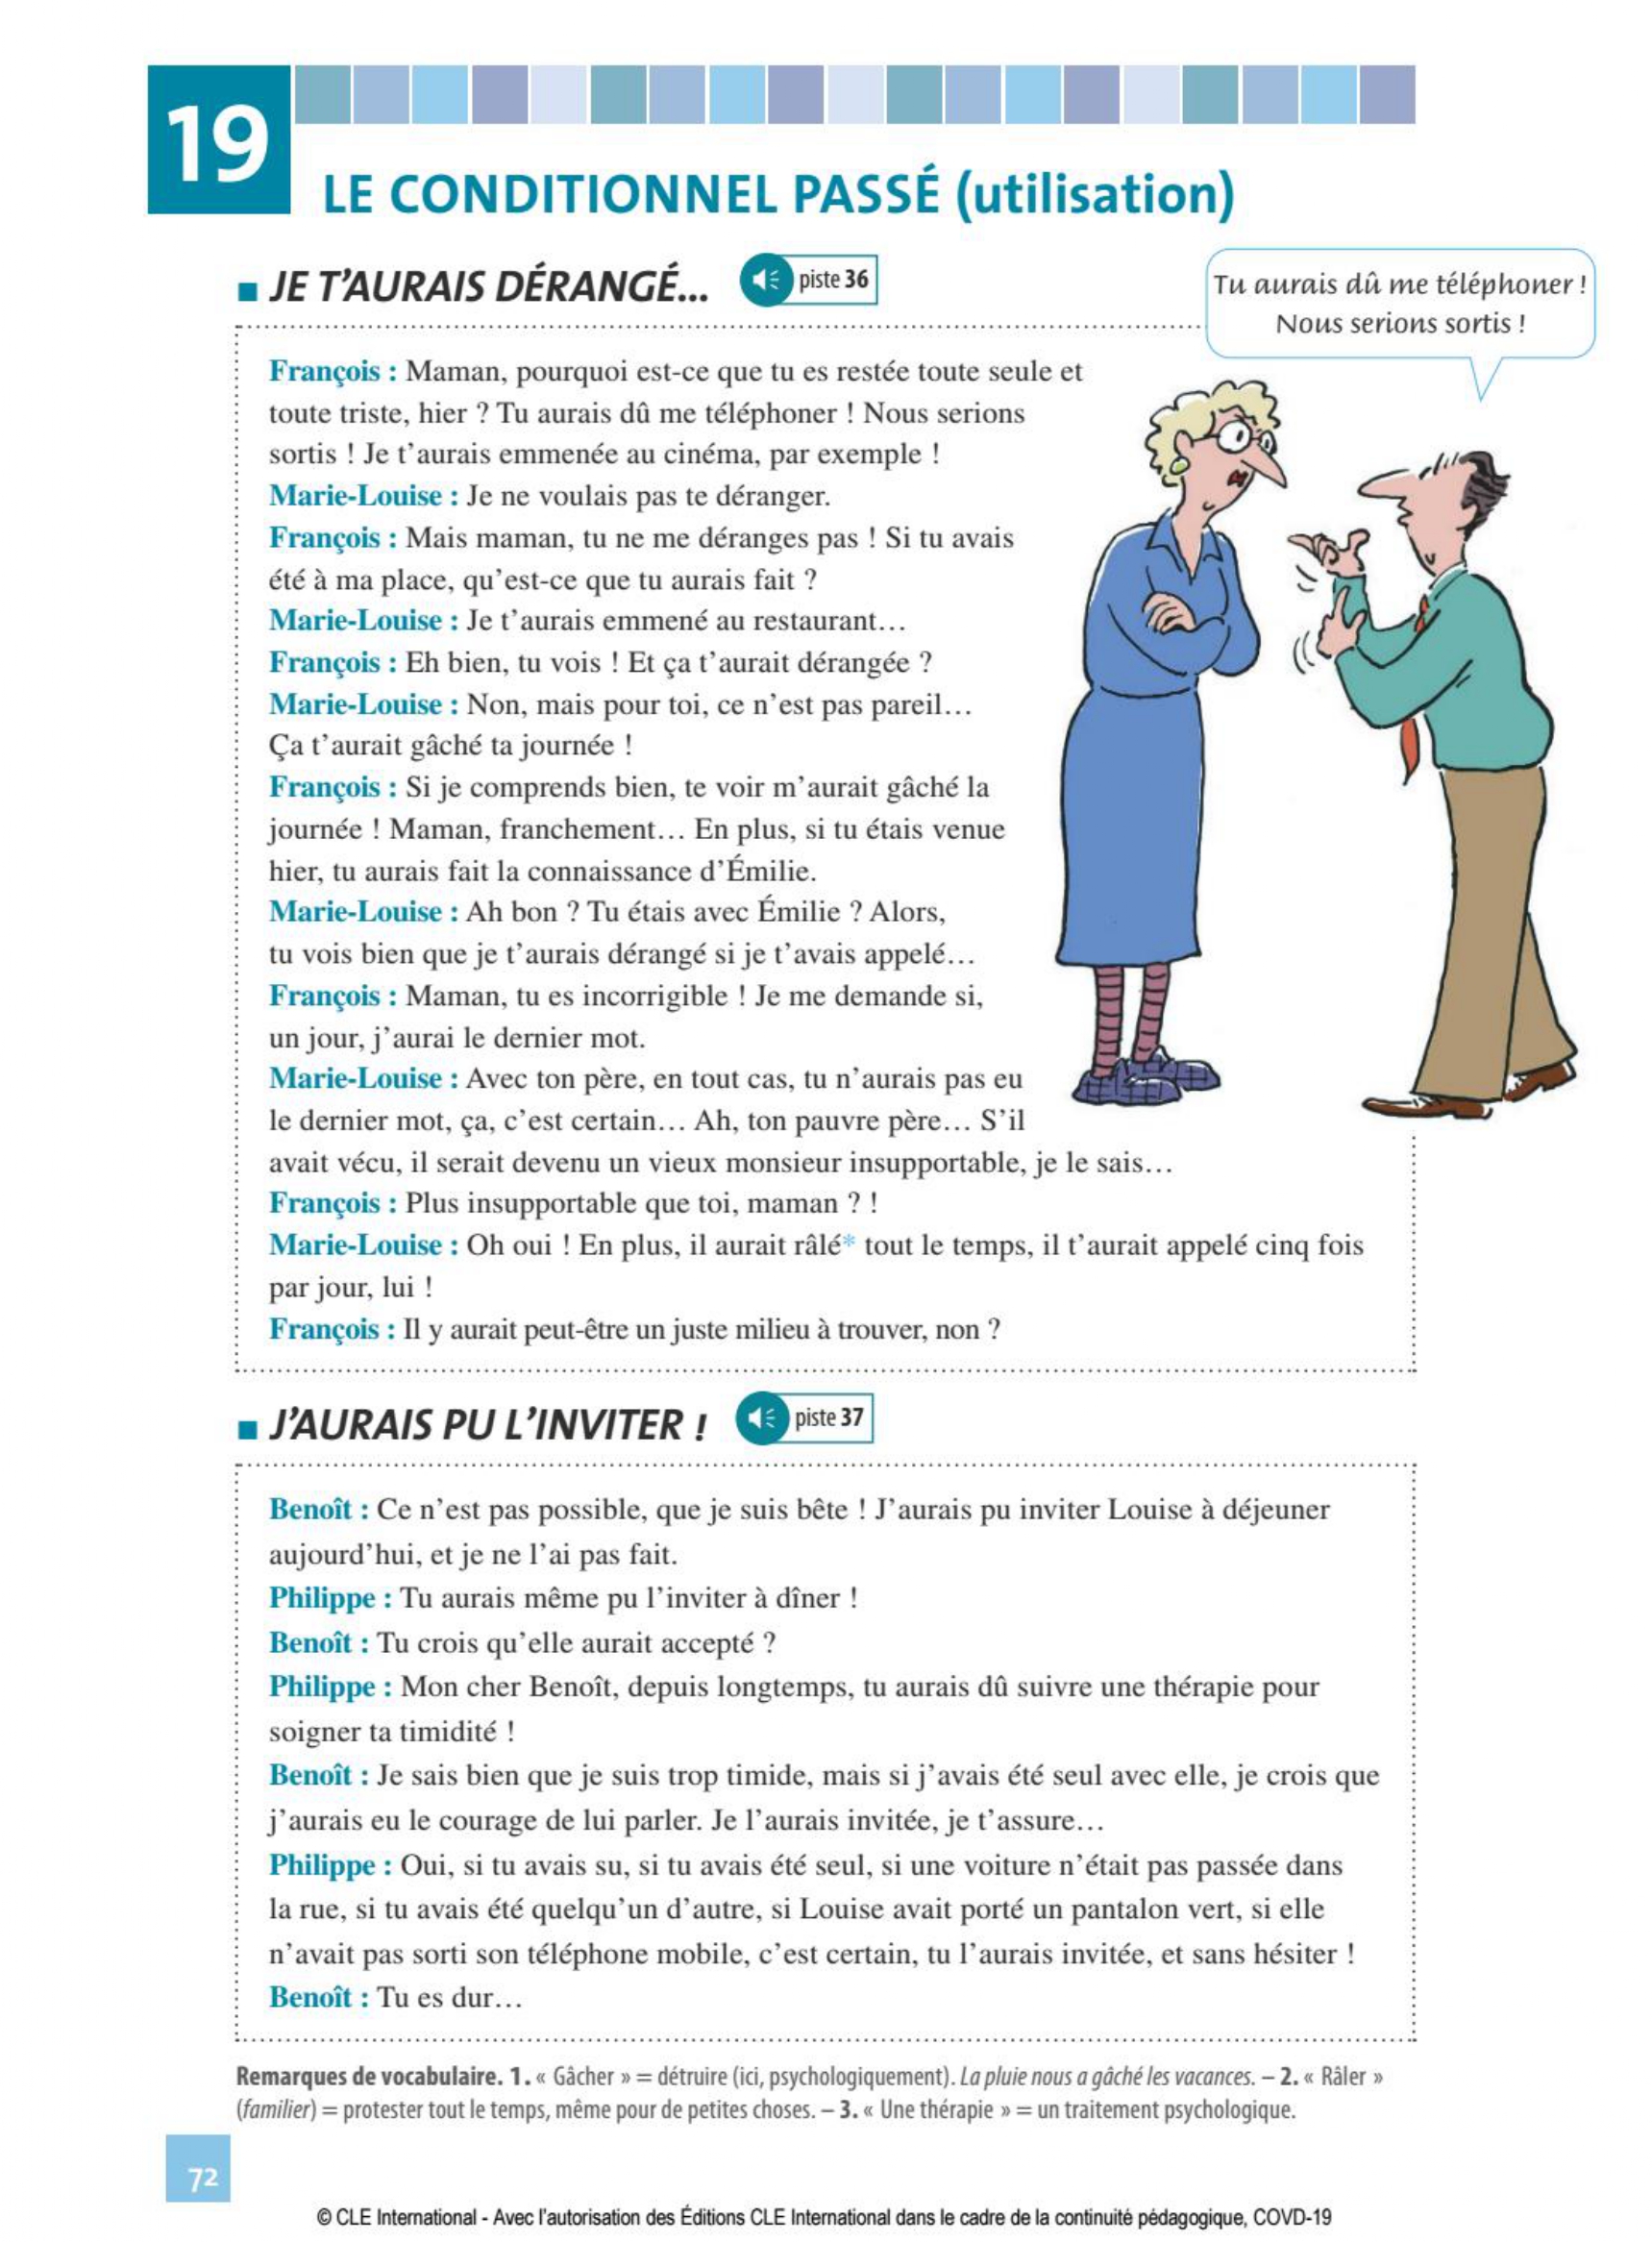 19
LE CONDITIONNEL PASSÉ (utilisation)
■ JE T'AURAIS DÉRANGÉ...
piste 36
Tu aurais dû me téléphoner !
Nous serions sortis !
François : Maman, pourquoi est-ce que tu es restée toute seule et
toute triste, hier ? Tu aurais dû me téléphoner ! Nous serions
sortis ! Je t'aurais emmenée au cinéma, par exemple !
Marie-Louise : Je ne voulais pas te déranger.
François : Mais maman, tu ne me déranges pas ! Si tu avais
été à ma place, qu'est-ce que tu aurais fait ?
Marie-Louise : Je t'aurais emmené au restaurant...
François : Eh bien, tu vois ! Et ça t'aurait dérangée ?
Marie-Louise : Non, mais pour toi, ce n'est pas pareil...
Ça t'aurait gâché ta journée !
François : Si je comprends bien, te voir m'aurait gâché la
journée ! Maman, franchement... En plus, si tu étais venue
hier, tu aurais fait la connaissance d'Émilie.
Marie-Louise : Ah bon ? Tu étais avec Émilie ? Alors,
tu vois bien que je t'aurais dérangé si je t'avais appelé...
François : Maman, tu es incorrigible ! Je me demande si,
un jour, j'aurai le dernier mot.
Marie-Louise : Avec ton père, en tout cas, tu n'aurais pas eu
le dernier mot, ça, c'est certain... Ah, ton pauvre père... S'il
avait vécu, il serait devenu un vieux monsieur insupportable, je le sais...
François : Plus insupportable que toi, maman ? !
Marie-Louise : Oh oui ! En plus, il aurait râlé* tout le temps, il t'aurait appelé cinq fois
par jour, lui !
François : Il y aurait peut-être un juste milieu à trouver, non ?
■ J'AURAIS PU L'INVITER !
piste 37
Benoît : Ce n'est pas possible, que je suis bête ! J'aurais pu inviter Louise à déjeuner
aujourd'hui, et je ne l'ai pas fait.
Philippe : Tu aurais même pu l'inviter à dîner !
Benoît : Tu crois qu'elle aurait accepté ?
Philippe : Mon cher Benoît, depuis longtemps, tu aurais dû suivre une thérapie pour
soigner ta timidité !
Benoît : Je sais bien que je suis trop timide, mais si j'avais été seul avec elle, je crois que
j'aurais eu le courage de lui parler. Je l'aurais invitée, je t'assure...
Philippe : Oui, si tu avais su, si tu avais été seul, si une voiture n'était pas passée dans
la rue, si tu avais été quelqu'un d'autre, si Louise avait porté un pantalon vert, si elle
n'avait pas sorti son téléphone mobile, c'est certain, tu l'aurais invitée, et sans hésiter !
Benoît : Tu es dur...
Remarques de vocabulaire. 1. « Gâcher » = détruire (ici, psychologiquement). La pluie nous a gâché les vacances. – 2. « Râler »
(familier) = protester tout le temps, même pour de petites choses. – 3. « Une thérapie » = un traitement psychologique.
72
© CLE International - Avec l'autorisation des Éditions CLE International dans le cadre de la continuité pédagogique, COVD-19